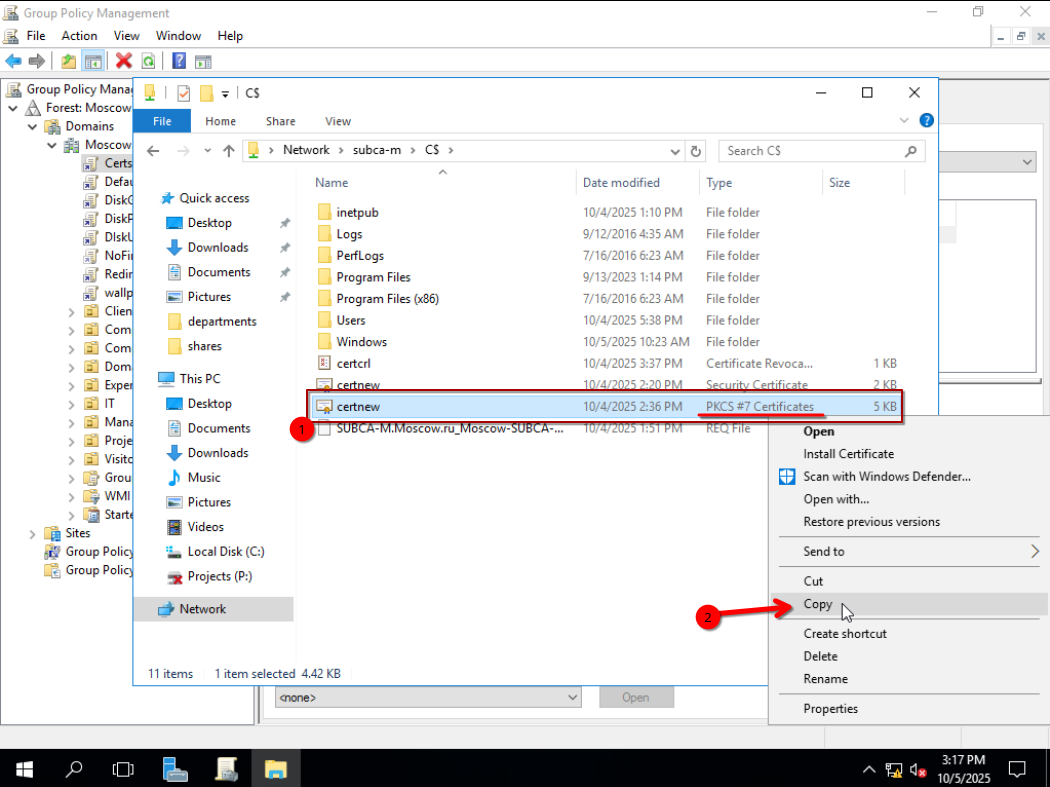 Group Policy Management
File Action View Window Help
Group Policy Mana
Forest: Moscow
Domains
Moscow
Certs
Defau
DiskC
DiskP
DIskU
NoFi
Redir
wallp
Clien
Com
Com
Doma
Exper
IT
Mana
Proje
Visito
Grou
WMI
Starte
Sites
Group Policy
Group Policy
C$
File Home Share View
Network > subca-m > C$ >
Search C$
Name Date modified Type Size
Quick access
Desktop
Downloads
Documents
Pictures
departments
shares
This PC
Desktop
Documents
Downloads
Music
Pictures
Videos
Local Disk (C:)
Projects (P:)
Network
inetpub 10/4/2025 1:10 PM File folder
Logs 9/12/2016 4:35 AM File folder
PerfLogs 7/16/2016 6:23 AM File folder
Program Files 9/13/2023 1:14 PM File folder
Program Files (x86) 7/16/2016 6:23 AM File folder
Users 10/4/2025 5:38 PM File folder
Windows 10/5/2025 10:23 AM File folder
certcrl 10/4/2025 3:37 PM Certificate Revoca... 1 KB
certnew 10/4/2025 2:20 PM Security Certificate 2 KB
certnew 10/4/2025 2:36 PM PKCS #7 Certificates 5 KB
1
SUBCA-M.Moscow.ru_Moscow-SUBCA-... 10/4/2025 1:51 PM REQ File
Open
Install Certificate
Scan with Windows Defender...
Open with...
Restore previous versions
Send to
Cut
2
Copy
Create shortcut
Delete
Rename
Properties
11 items 1 item selected 4.42 KB
<none>
Open
3:17 PM
10/5/2025